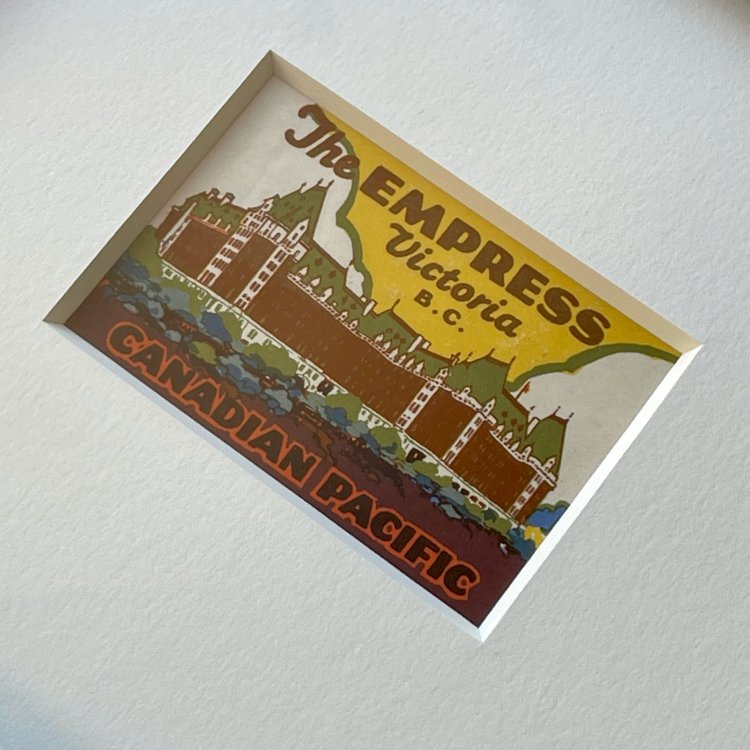 The
EMPRESS
Victoria
B.C.
CANADIAN PACIFIC